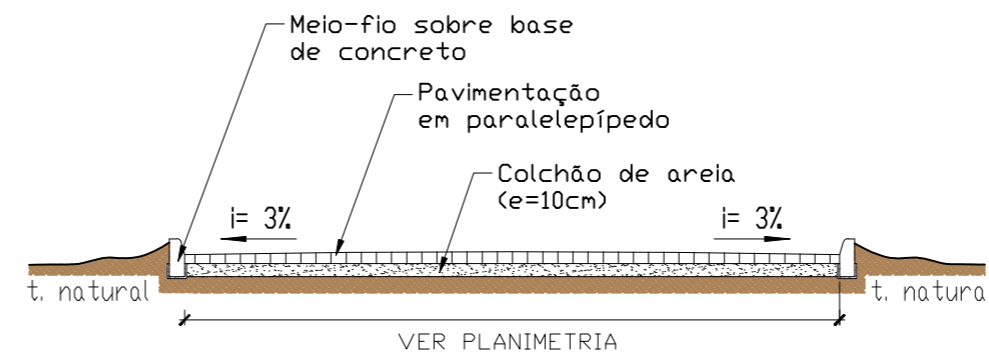 Meio-fio sobre base
de concreto
Pavimentação
em paralelepípedo
Colchão de areia
(e=10cm)
i= 3%
i= 3%
t. natural
t. natura
VER PLANIMETRIA